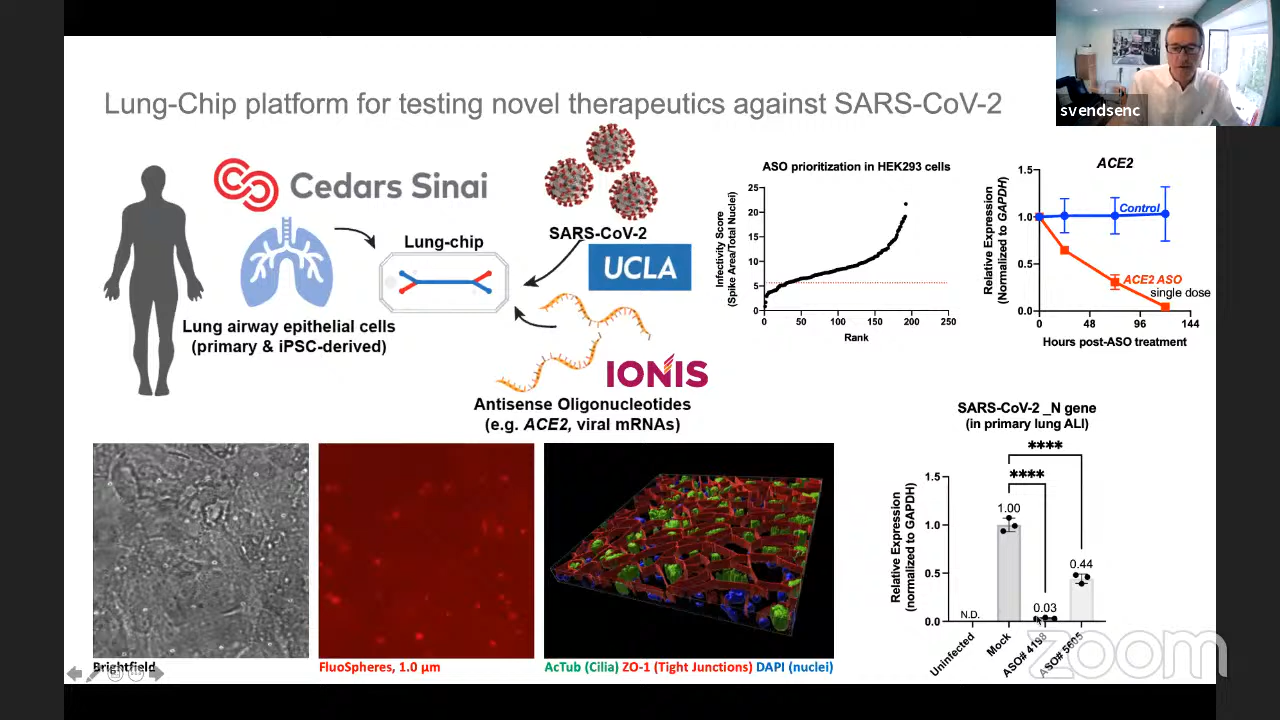 svendsenc
Lung-Chip platform for testing novel therapeutics against SARS-CoV-2
Cedars Sinai
Lung-chip
SARS-CoV-2
UCLA
Lung airway epithelial cells
(primary & iPSC-derived)
IONIS
Antisense Oligonucleotides
(e.g. ACE2, viral mRNAs)
ASO prioritization in HEK293 cells
Infectivity Score
(Spike Area/Total Nuclei)
25
20
15
10
5
0
0
50
100
150
200
250
Rank
ACE2
Relative Expression
(Normalized to GAPDH)
1.5
1.0
0.5
0.0
Control
ACE2 ASO
single dose
0
48
96
144
Hours post-ASO treatment
Brightfield
FluoSpheres, 1.0 µm
AcTub (Cilia) ZO-1 (Tight Junctions) DAPI (nuclei)
SARS-CoV-2 _N gene
(in primary lung ALI)
****
****
Relative Expression
(normalized to GAPDH)
1.5
1.0
0.5
0.0
N.D.
1.00
0.03
0.44
Uninfected
Mock
ASO# 4198
ASO# 5605
zoom